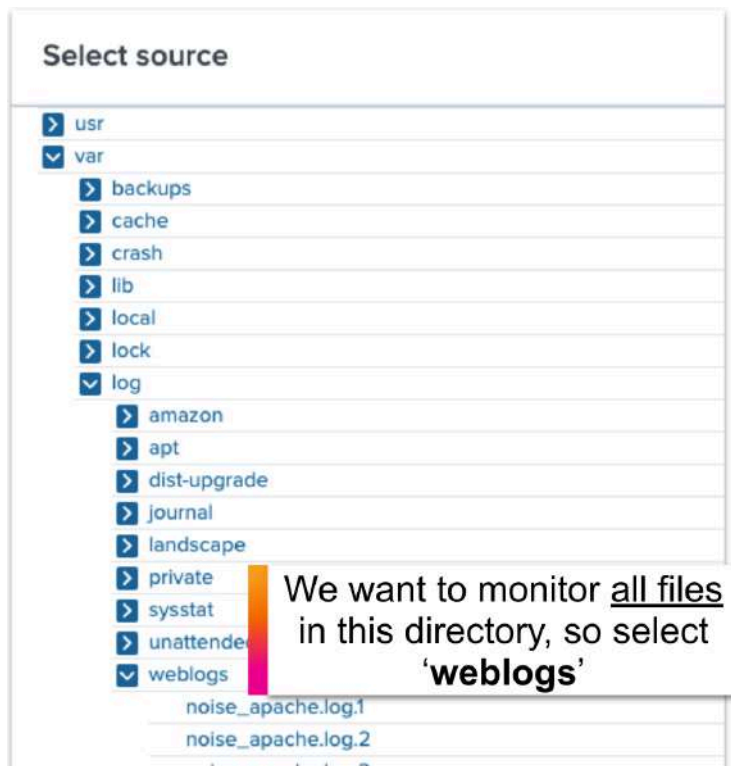 Select source
usr
var
backups
cache
crash
lib
local
lock
log
amazon
apt
dist-upgrade
journal
landscape
private
sysstat
unattende
weblogs
We want to monitor all files
in this directory, so select
‘weblogs’
noise_apache.log.1
noise_apache.log.2